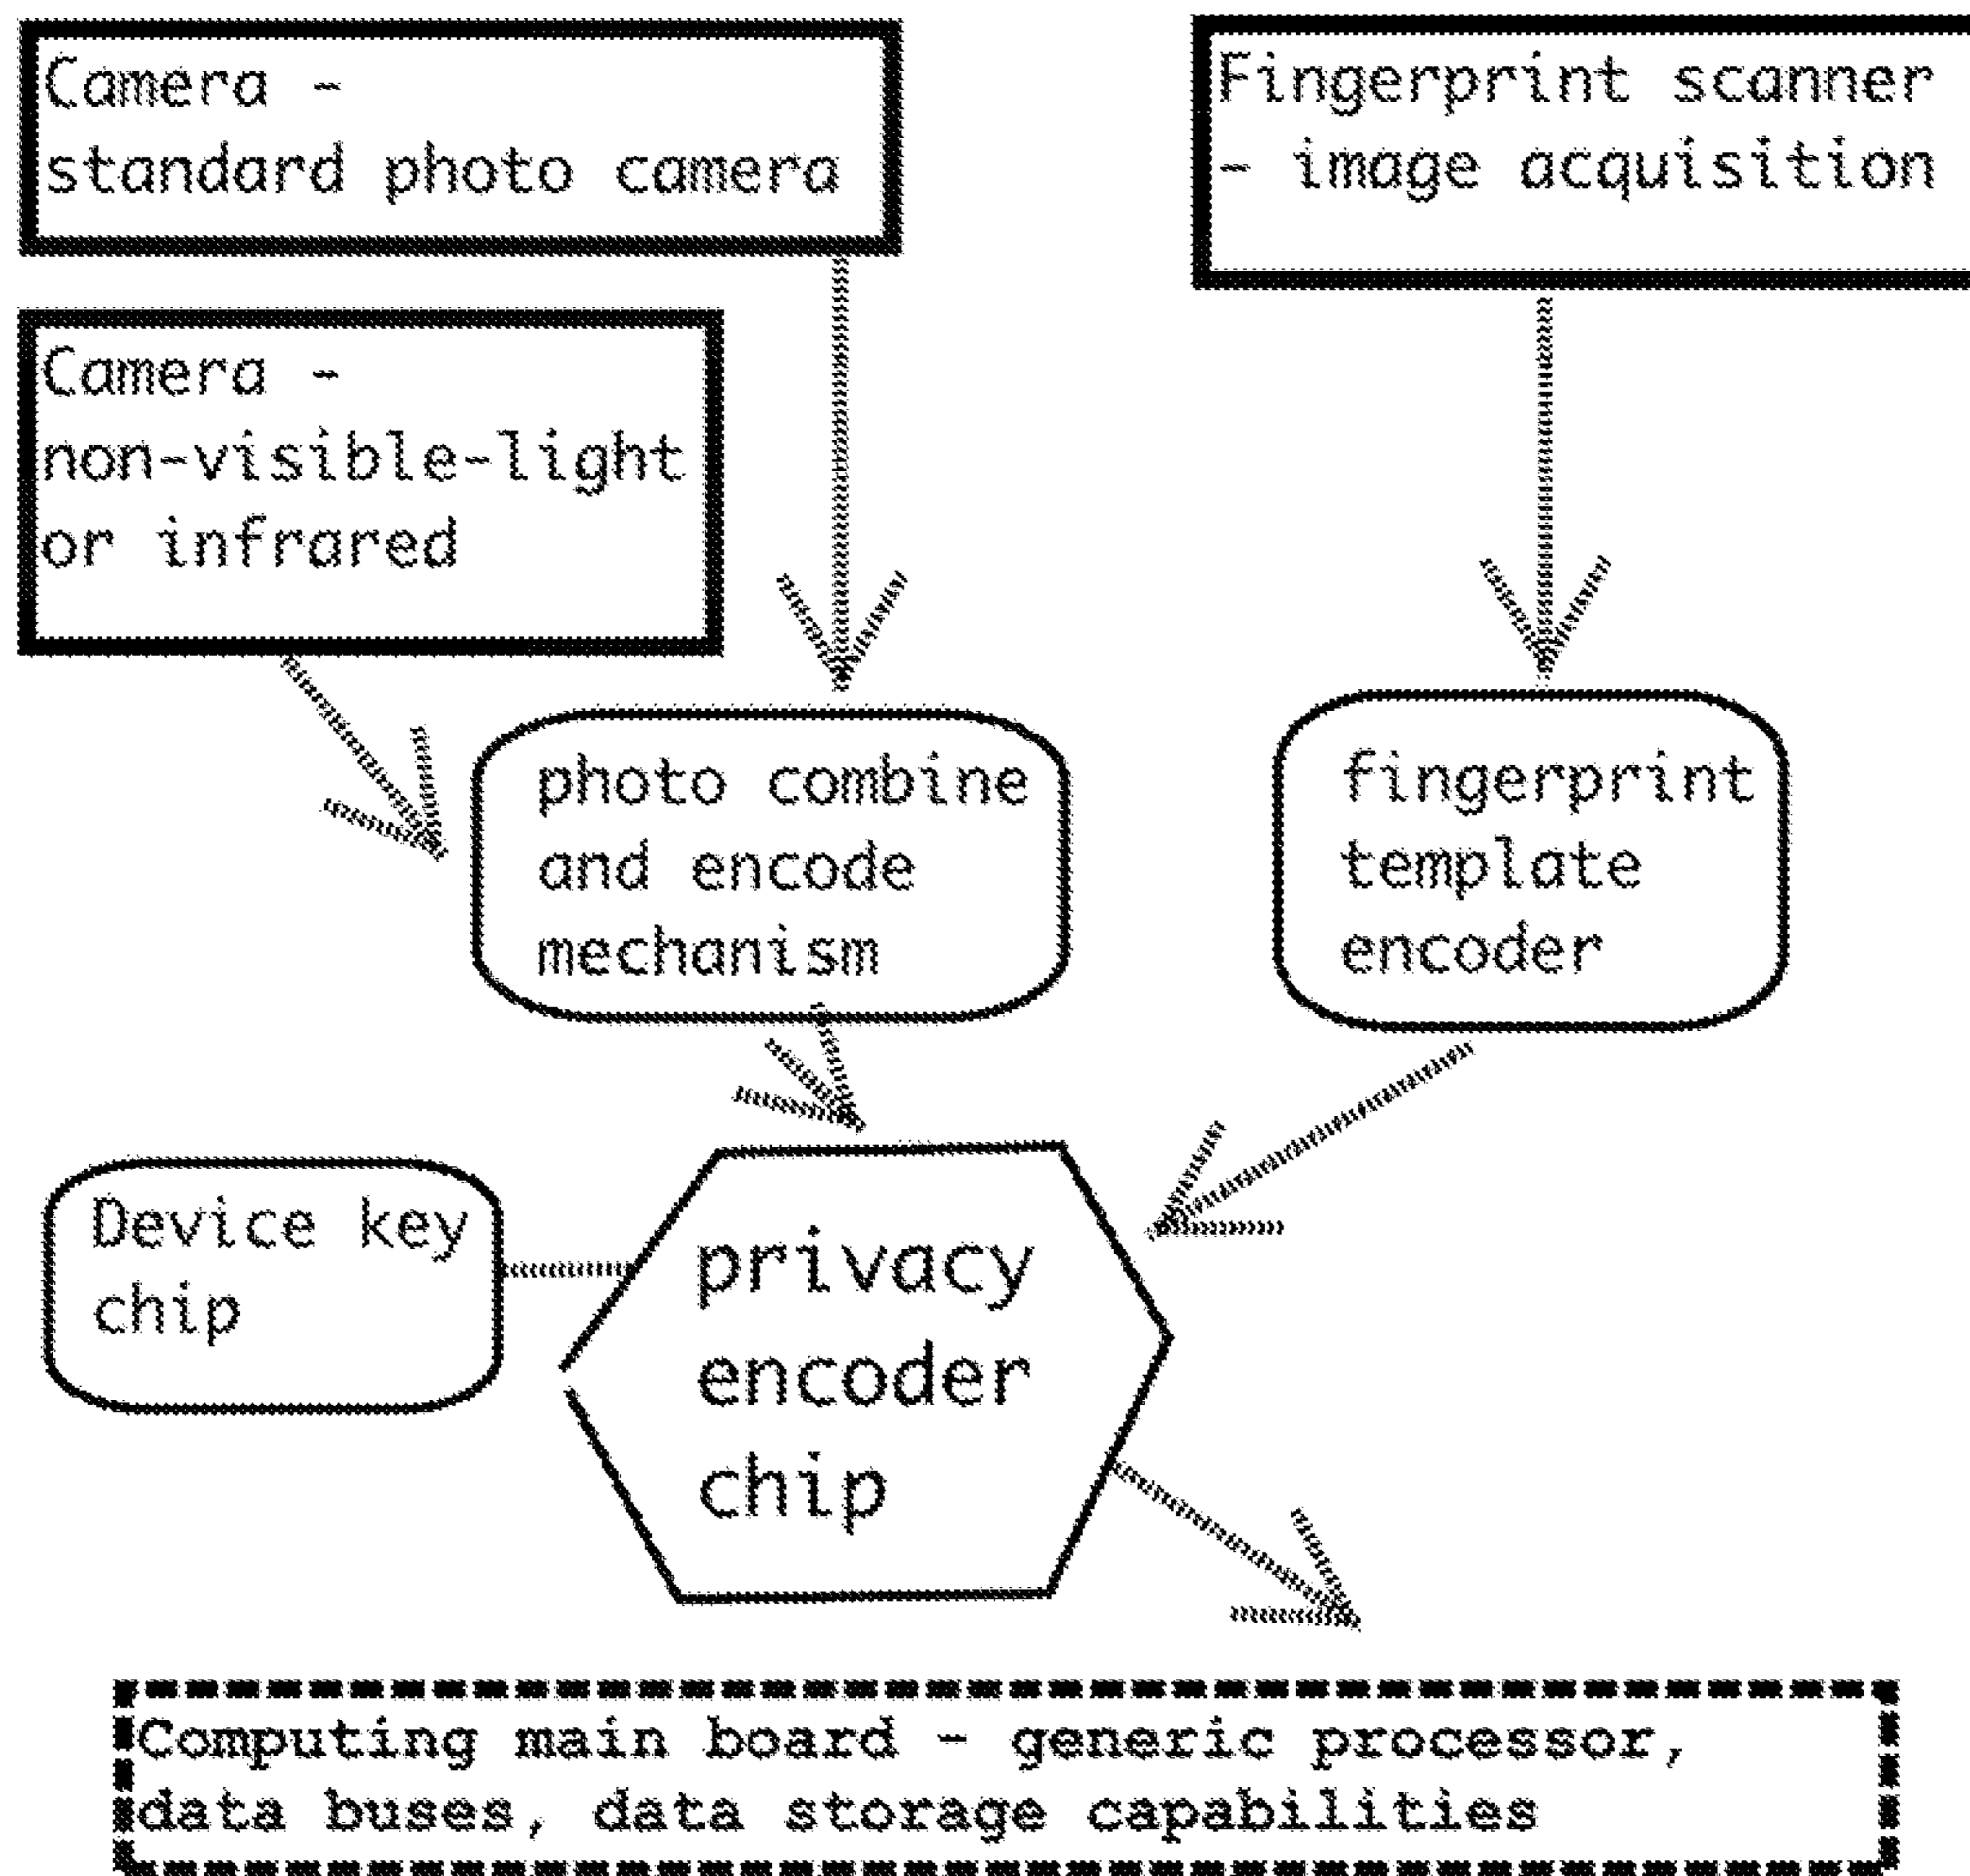 Camera -
standard photo camera
Fingerprint scanner
- image acquisition
Camera -
non-visible-light
or infrared
photo combine
and encode
mechanism
fingerprint
template
encoder
Device key
chip
privacy
encoder
chip
Computing main board - generic processor,
data buses, data storage capabilities